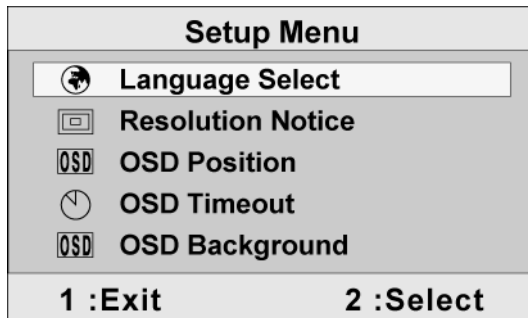 Setup Menu
Language Select
Resolution Notice
OSD OSD Position
OSD Timeout
OSD OSD Background
1 :Exit 2 :Select